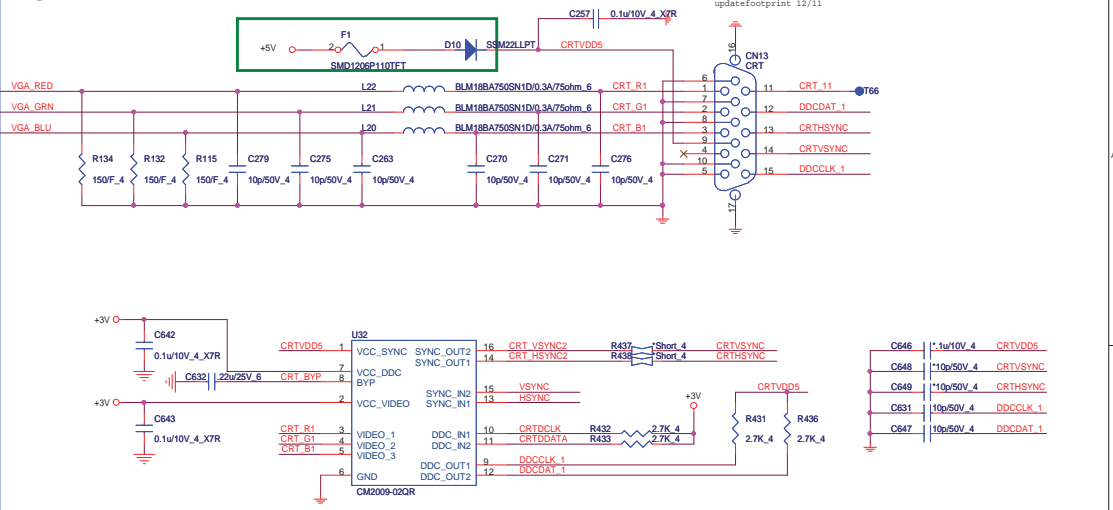 updatefootprint 12/11
C257 0.1u/10V_4_X7R
+5V 2 F1 1 D10 SSM22LLPT CRTVDD5
SMD1206P110TFT
16
CN13
CRT
VGA_RED L22 BLM18BA750SN1D/0.3A/75ohm_6 CRT_R1 6 1 11 CRT_11 T66
VGA_GRN L21 BLM18BA750SN1D/0.3A/75ohm_6 CRT_G1 7 2 12 DDCDAT_1
VGA_BLU L20 BLM18BA750SN1D/0.3A/75ohm_6 CRT_B1 8 3 13 CRTHSYNC
9 4 14 CRTVSYNC
10 5 15 DDCCLK_1
R134 R132 R115 C279 C275 C263 C270 C271 C276
150/F_4 150/F_4 150/F_4 10p/50V_4 10p/50V_4 10p/50V_4 10p/50V_4 10p/50V_4 10p/50V_4
17
+3V
C642
0.1u/10V_4_X7R
C632 .22u/25V_6 CRT_BYP
+3V
C643
0.1u/10V_4_X7R
U32
CRTVDD5 1 VCC_SYNC SYNC_OUT2 16 CRT_VSYNC2 R437 *Short_4 CRTVSYNC
SYNC_OUT1 14 CRT_HSYNC2 R438 *Short_4 CRTHSYNC
7 VCC_DDC
8 BYP
SYNC_IN2 15 VSYNC
2 VCC_VIDEO SYNC_IN1 13 HSYNC
CRT_R1 3 VIDEO_1 DDC_IN1 10 CRTDCLK R432 2.7K_4
CRT_G1 4 VIDEO_2 DDC_IN2 11 CRTDDATA R433 2.7K_4
CRT_B1 5 VIDEO_3
DDC_OUT1 9 DDCCLK_1
6 GND DDC_OUT2 12 DDCDAT_1
CM2009-02QR
+3V
CRTVDD5
R431 R436
2.7K_4 2.7K_4
C646 *.1u/10V_4 CRTVDD5
C648 *10p/50V_4 CRTVSYNC
C649 *10p/50V_4 CRTHSYNC
C631 10p/50V_4 DDCCLK_1
C647 10p/50V_4 DDCDAT_1